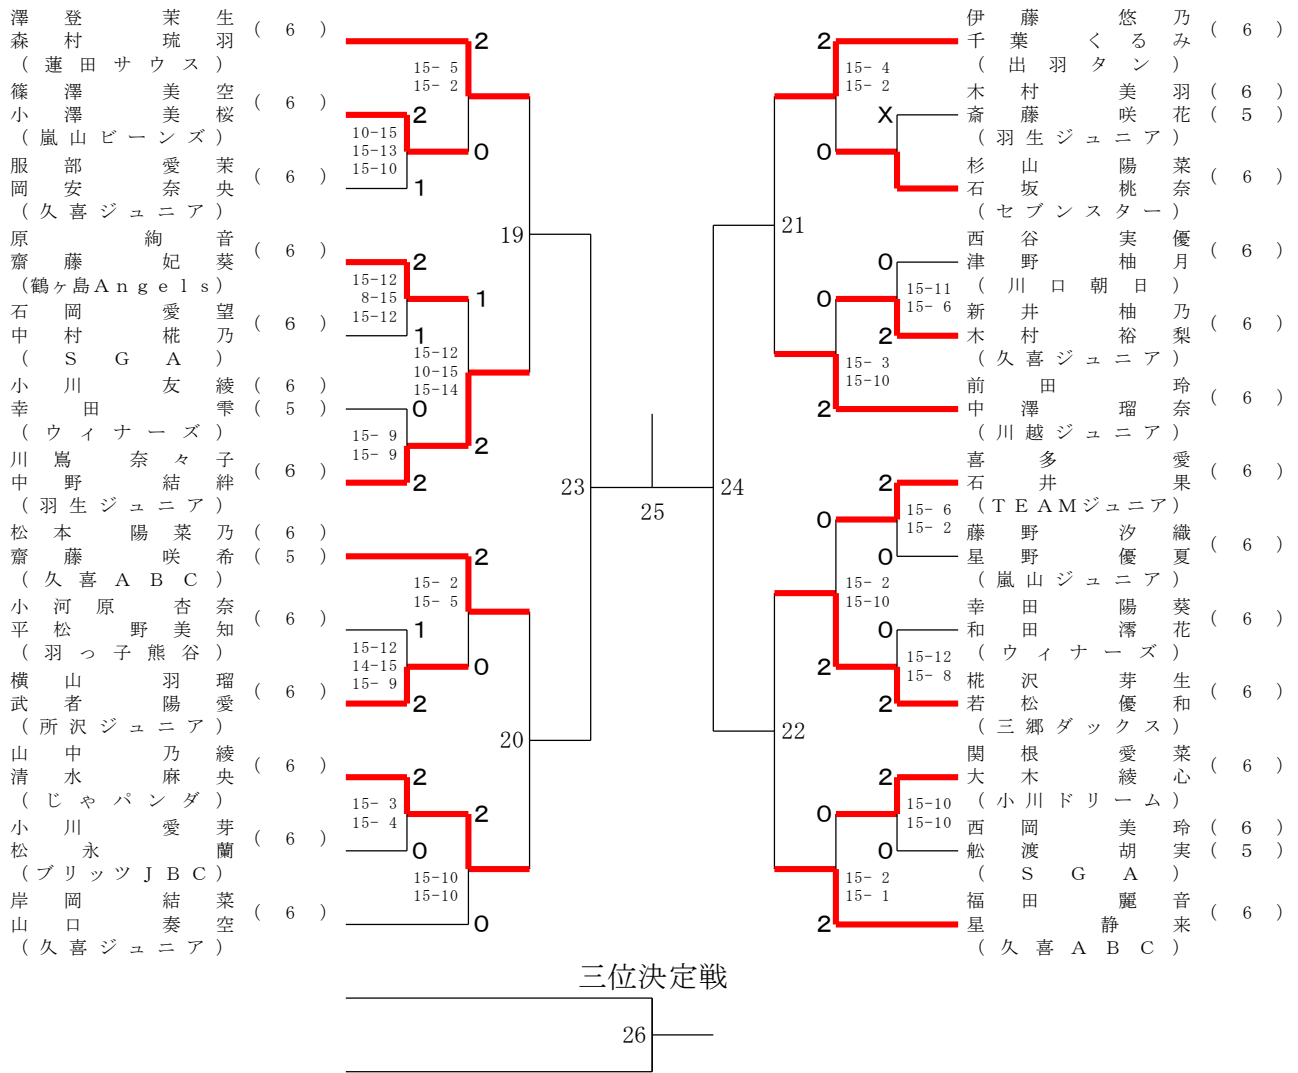 澤登 茉生
森村 琉羽 (6)
(蓮田サウス)
篠澤 美空
小澤 美桜 (6)
(嵐山ビーンズ)
服部 愛茉
岡安 奈央 (6)
(久喜ジュニア)
原 絢音
齋藤 妃葵 (6)
(鶴ヶ島Angels)
石岡 愛望
中村 椛乃 (6)
(SGA)
小川 友綾 (6)
幸田 雫 (5)
(ウィナーズ)
川嶌 奈々子
中野 結絆 (6)
(羽生ジュニア)
松本 陽菜乃 (6)
齋藤 咲希 (5)
(久喜ABC)
小河原 杏奈
平松 野美知 (6)
(羽っ子熊谷)
横山 羽瑠
武者 陽愛 (6)
(所沢ジュニア)
山中 乃綾
清水 麻央 (6)
(じゃパンダ)
小川 愛芽
松永 蘭 (6)
(ブリッツJBC)
岸岡 結菜
山口 奏空 (6)
(久喜ジュニア)
2
15- 5
15- 2
2
10-15
15-13
15-10
0
1
19
2
15-12
8-15
15-12
1
1
15-12
10-15
15-14
0
15- 9
15- 9
2
2
23
2
15- 2
15- 5
1
15-12
14-15
15- 9
0
2
20
2
15- 3
15- 4
2
0
15-10
15-10
0
25
24
2
15- 4
15- 2
X
0
21
0
15-11
15- 6
0
2
15- 3
15-10
2
2
15- 6
15- 2
0
0
15- 2
15-10
0
15-12
15- 8
2
2
22
2
15-10
15-10
0
0
15- 2
15- 1
2
伊藤 悠乃
千葉 くるみ (6)
(出羽タン)
木村 美羽 (6)
斎藤 咲花 (5)
(羽生ジュニア)
杉山 陽菜
石坂 桃奈 (6)
(セブンスター)
西谷 実優
津野 柚月 (6)
(川口朝日)
新井 柚乃
木村 裕梨 (6)
(久喜ジュニア)
前田 玲
中澤 瑠奈 (6)
(川越ジュニア)
喜多 愛
石井 果 (6)
(TEAMジュニア)
藤野 汐織
星野 優夏 (6)
(嵐山ジュニア)
幸田 陽葵
和田 澪花 (6)
(ウィナーズ)
椛沢 芽生
若松 優和 (6)
(三郷ダックス)
関根 愛菜
大木 綾心 (6)
(小川ドリーム)
西岡 美玲 (6)
舩渡 胡実 (5)
(SGA)
福田 麗音
星 静来 (6)
(久喜ABC)
三位決定戦
26